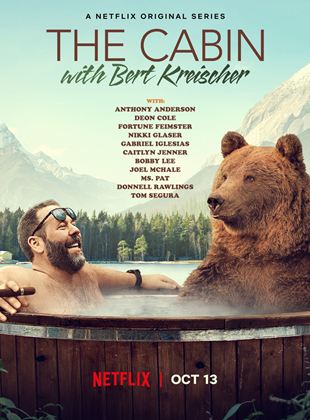 A NETFLIX ORIGINAL SERIES
THE CABIN
with Bert Kreischer
WITH:
ANTHONY ANDERSON
DEON COLE
FORTUNE FEIMSTER
NIKKI GLASER
GABRIEL IGLESIAS
CAITLYN JENNER
BOBBY LEE
JOEL MCHALE
MS. PAT
DONNELL RAWLINGS
TOM SEGURA
NETFLIX | OCT 13